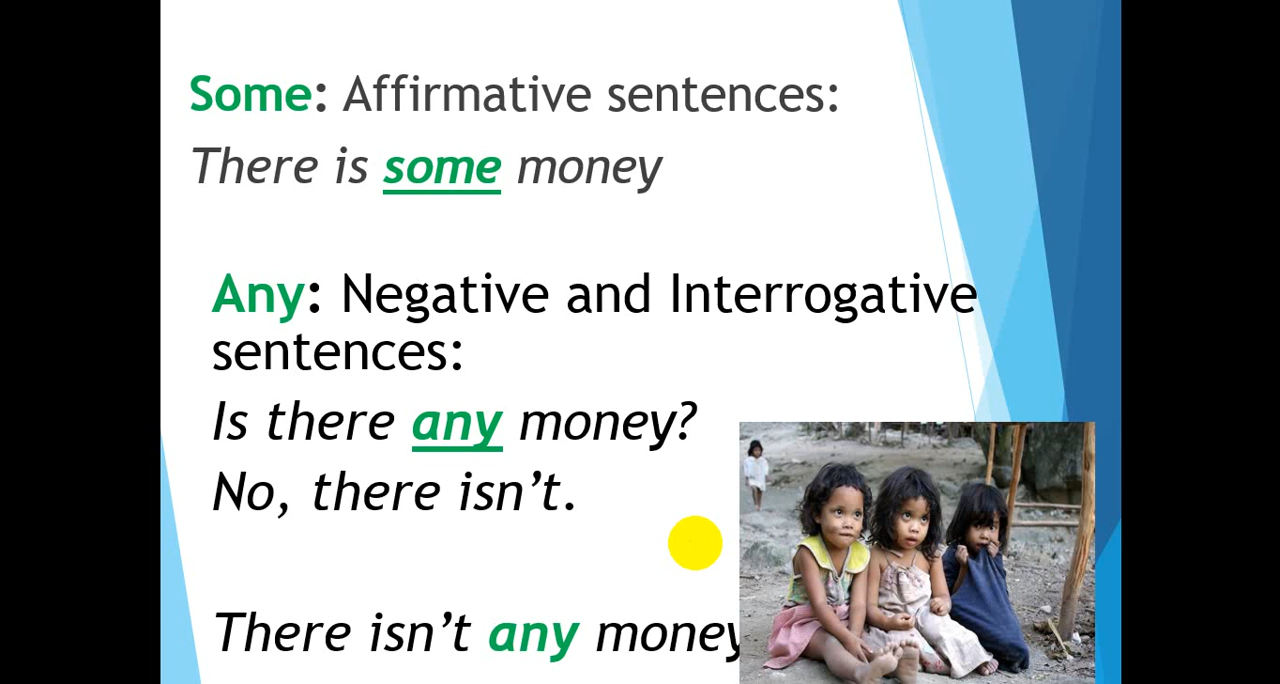 Some: Affirmative sentences:
There is some money
Any: Negative and Interrogative
sentences:
Is there any money?
No, there isn’t.
There isn’t any money